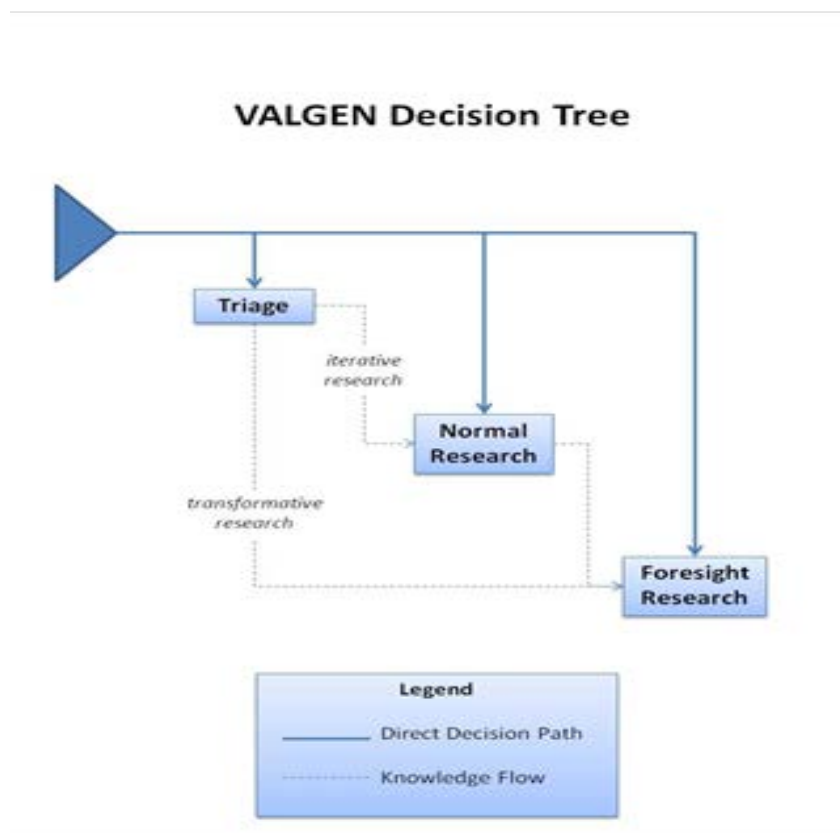 VALGEN Decision Tree
Triage
iterative
research
Normal
Research
transformative
research
Foresight
Research
Legend
Direct Decision Path
Knowledge Flow